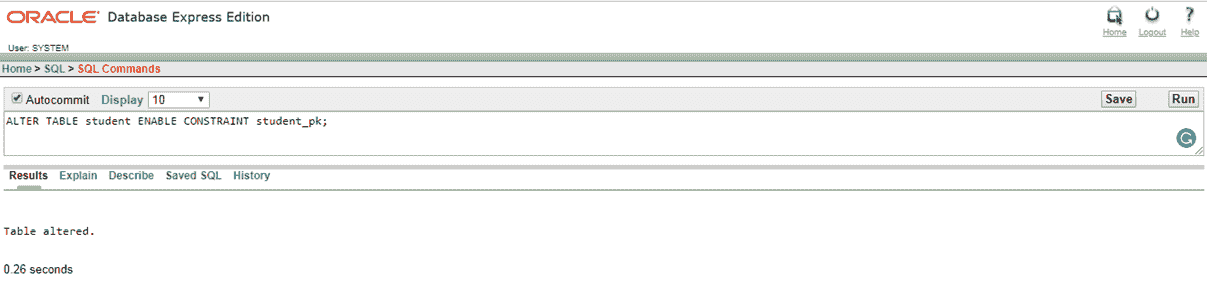 ORACLE® Database Express Edition
Home Logout Help
User: SYSTEM
Home > SQL > SQL Commands
Autocommit Display 10 Save Run
ALTER TABLE student ENABLE CONSTRAINT student_pk;
Results Explain Describe Saved SQL History
Table altered.
0.26 seconds